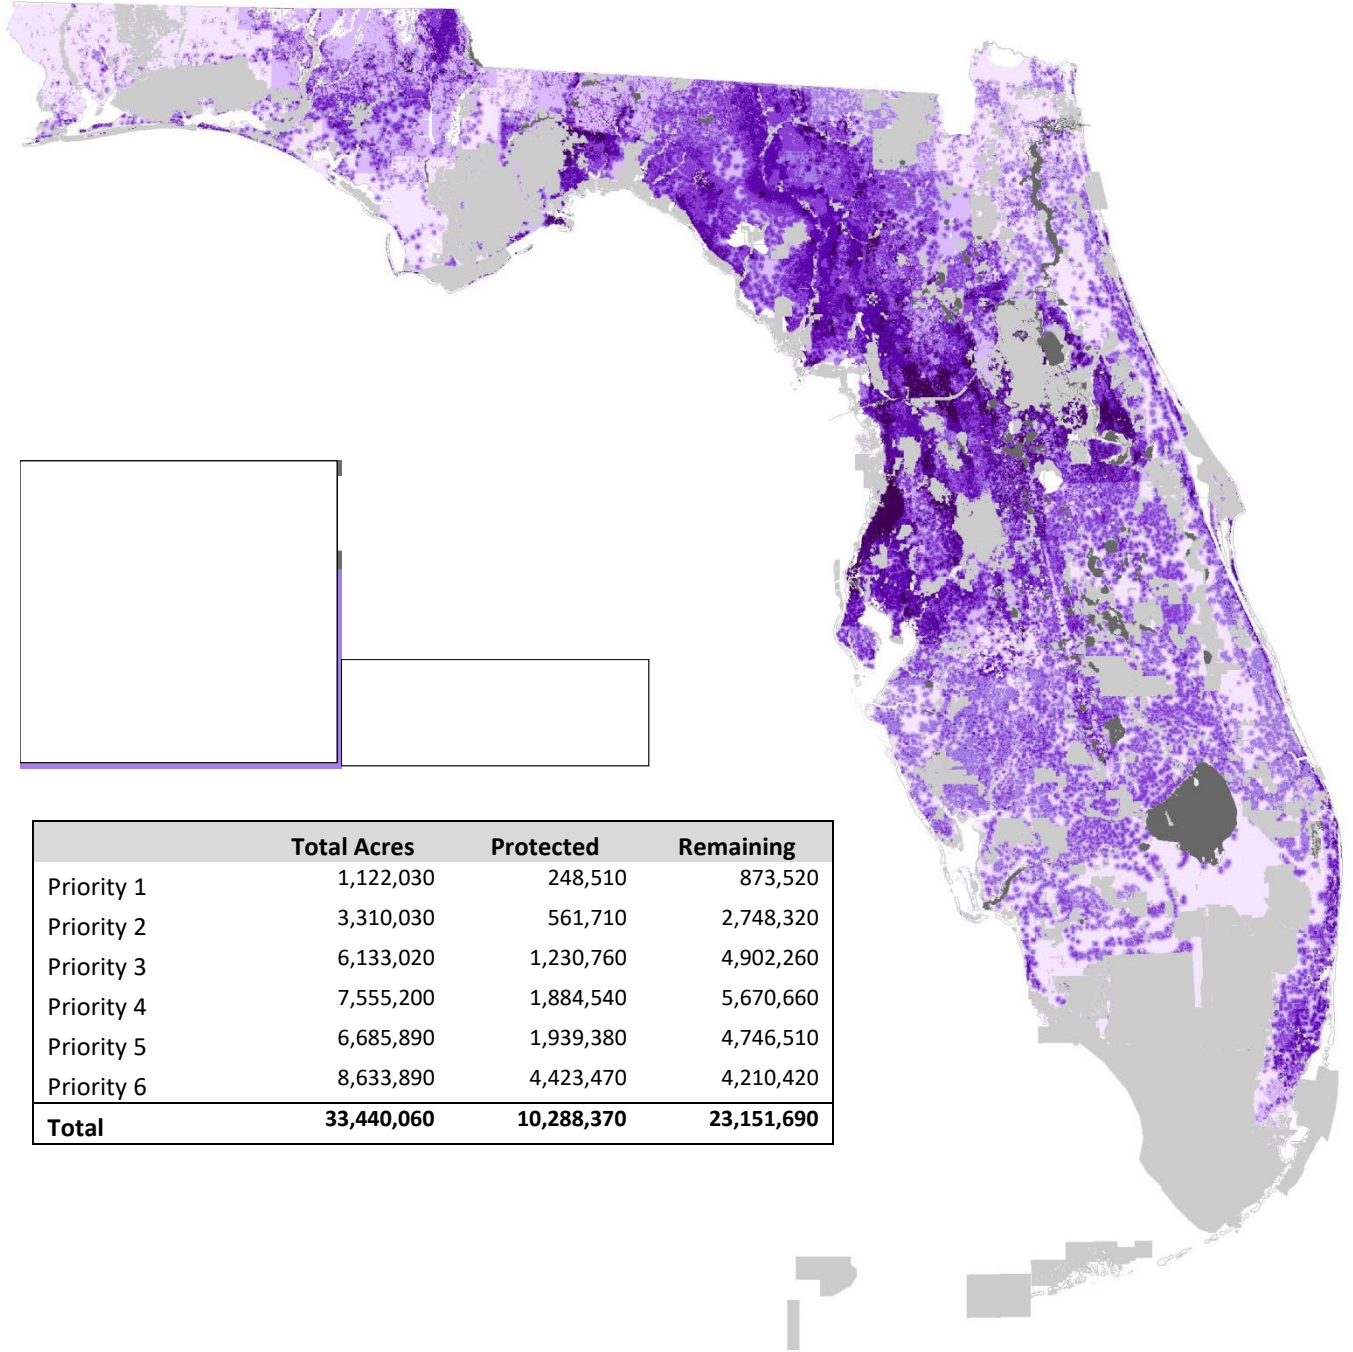 Total Acres Protected Remaining
Priority 1 1,122,030 248,510 873,520
Priority 2 3,310,030 561,710 2,748,320
Priority 3 6,133,020 1,230,760 4,902,260
Priority 4 7,555,200 1,884,540 5,670,660
Priority 5 6,685,890 1,939,380 4,746,510
Priority 6 8,633,890 4,423,470 4,210,420
Total 33,440,060 10,288,370 23,151,690